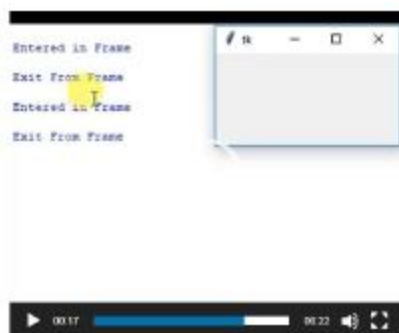 Entered in Frame
tk
Exit From Frame
Entered in Frame
Exit From Frame
00:17
00:22